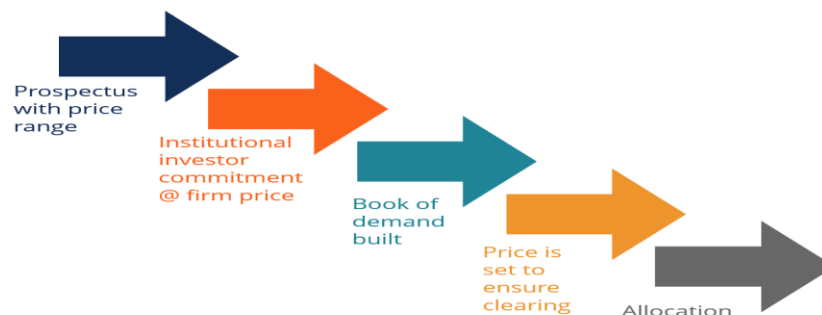 Prospectus
with price
range
Institutional
investor
commitment
@ firm price
Book of
demand
built
Price is
set to
ensure
clearing
Allocation